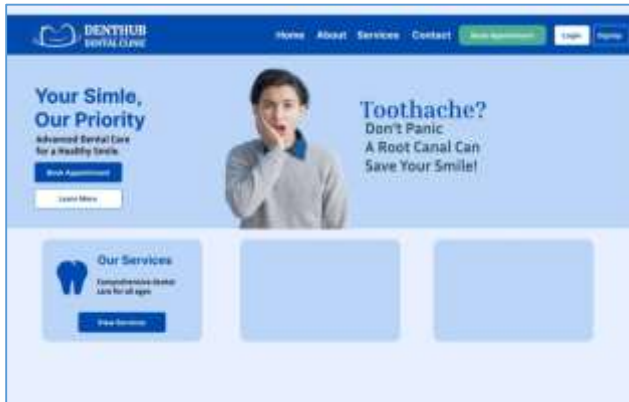 DENTHUB
DENTAL CLINIC
Home About Services Contact Book Appointment Login Signup
Your Simle,
Our Priority
Advanced Dental Care
for a Healthy Smile.
Book Appointment
Learn More
Toothache?
Don't Panic
A Root Canal Can
Save Your Smile!
Our Services
Comprehensive dental
care for all ages
View Services